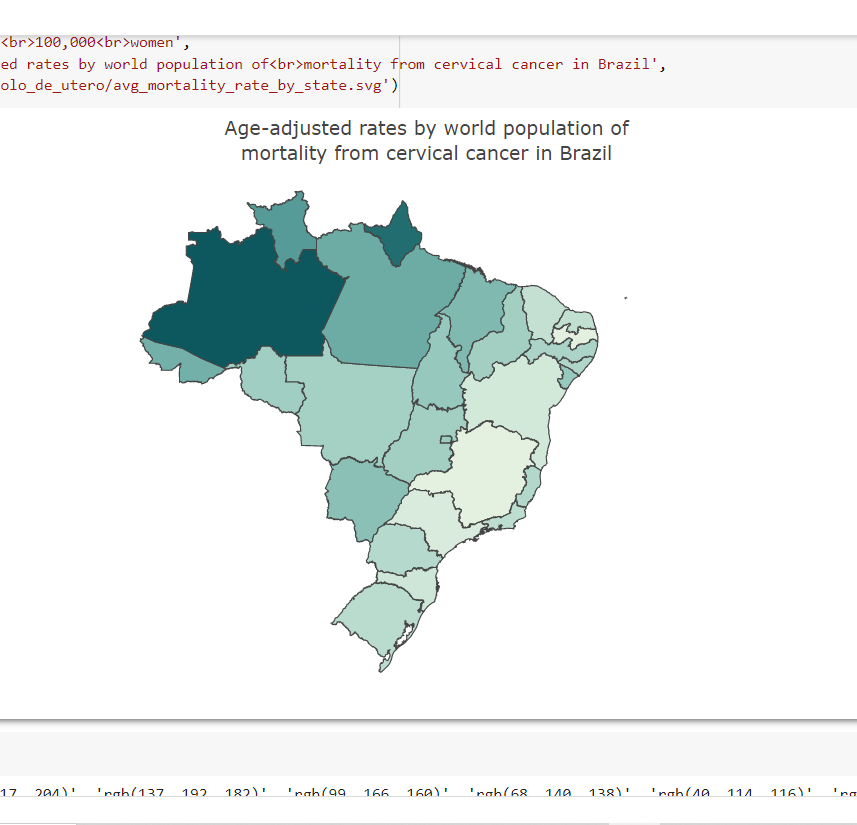 <br>100,000<br>women',
ed rates by world population of<br>mortality from cervical cancer in Brazil',
olo_de_utero/avg_mortality_rate_by_state.svg')
Age-adjusted rates by world population of
mortality from cervical cancer in Brazil
17, 204)', 'rgb(137, 192, 182)', 'rgb(99, 166, 160)', 'rgb(68, 140, 138)', 'rgb(40, 114, 116)', 'rg